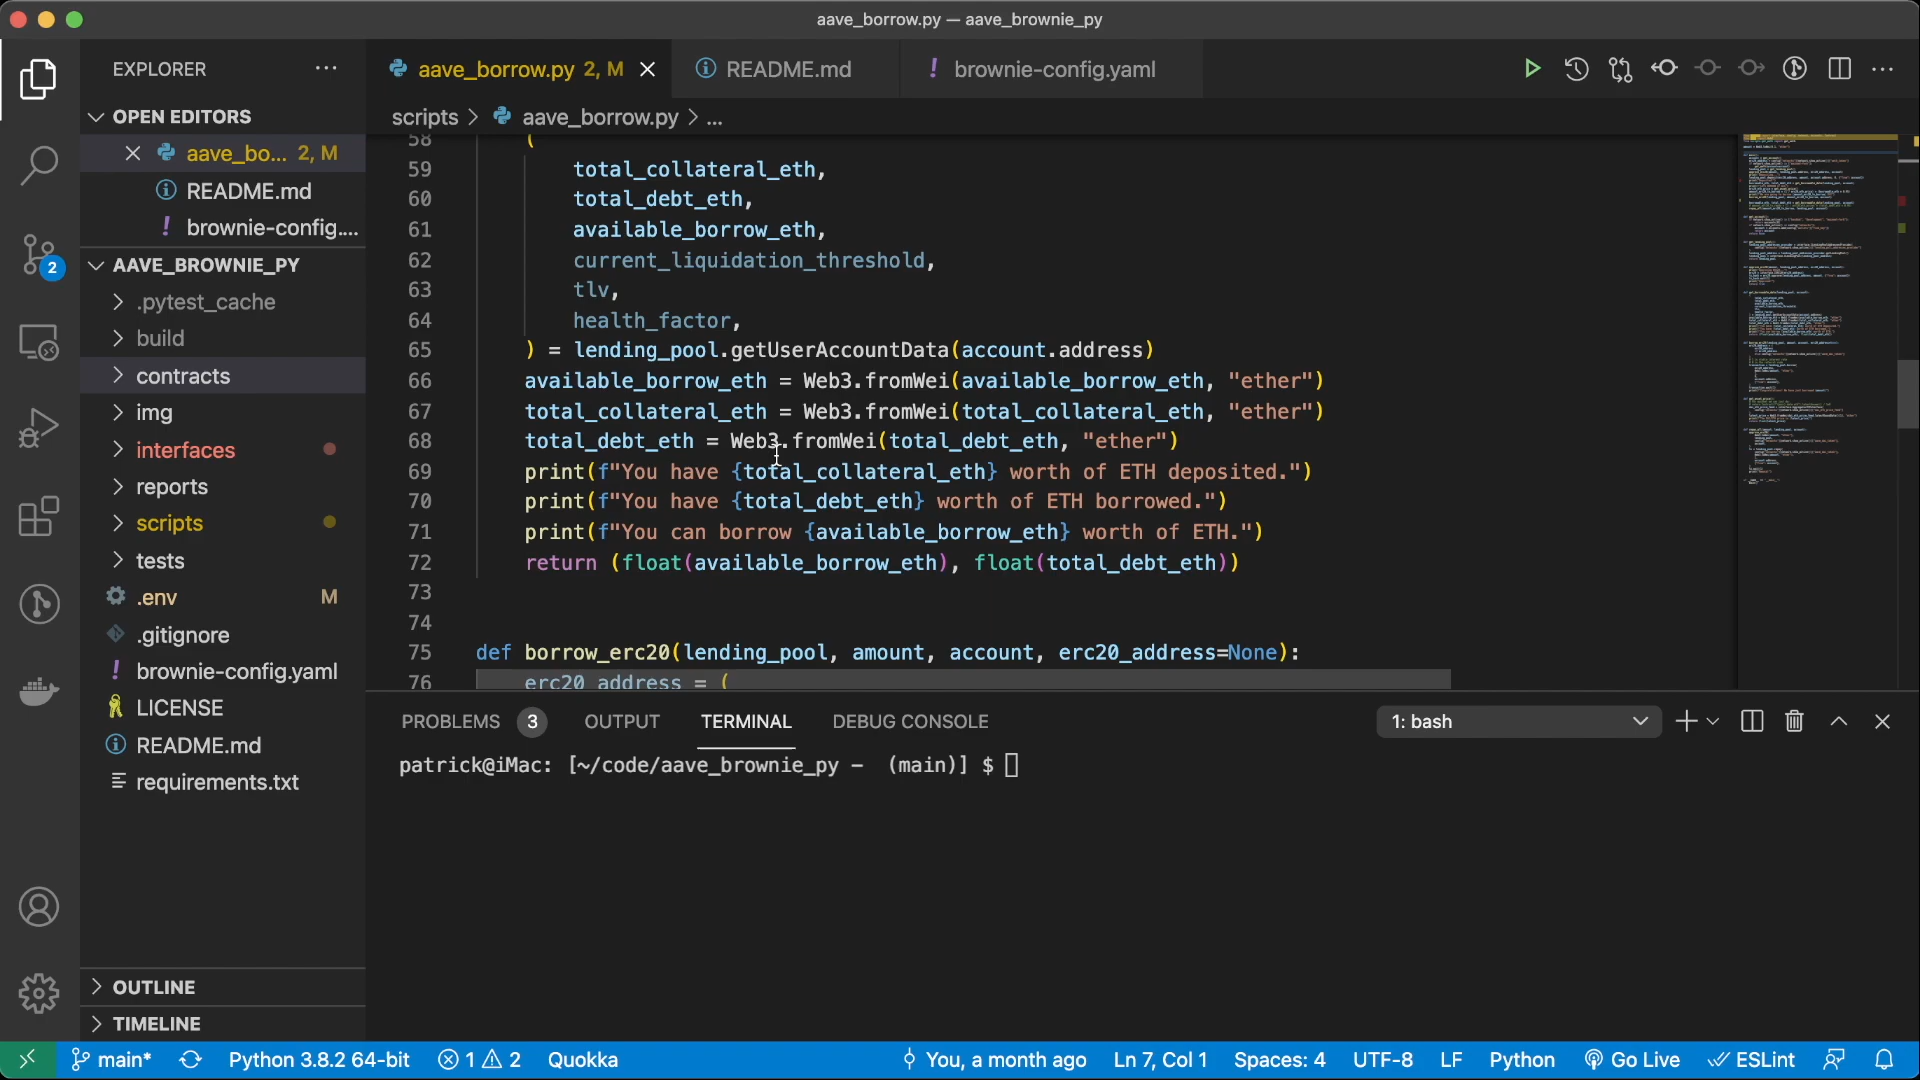 aave_borrow.py — aave_brownie_py
EXPLORER
aave_borrow.py 2, M
README.md
brownie-config.yaml
OPEN EDITORS
aave_bo... 2, M
README.md
brownie-config....
AAVE_BROWNIE_PY
.pytest_cache
build
contracts
img
interfaces
reports
scripts
tests
.env M
.gitignore
brownie-config.yaml
LICENSE
README.md
requirements.txt
OUTLINE
TIMELINE
2
scripts > aave_borrow.py > ...
58 (
59 total_collateral_eth,
60 total_debt_eth,
61 available_borrow_eth,
62 current_liquidation_threshold,
63 tlv,
64 health_factor,
65 ) = lending_pool.getUserAccountData(account.address)
66 available_borrow_eth = Web3.fromWei(available_borrow_eth, "ether")
67 total_collateral_eth = Web3.fromWei(total_collateral_eth, "ether")
68 total_debt_eth = Web3.fromWei(total_debt_eth, "ether")
69 print(f"You have {total_collateral_eth} worth of ETH deposited.")
70 print(f"You have {total_debt_eth} worth of ETH borrowed.")
71 print(f"You can borrow {available_borrow_eth} worth of ETH.")
72 return (float(available_borrow_eth), float(total_debt_eth))
73
74
75 def borrow_erc20(lending_pool, amount, account, erc20_address=None):
76 erc20_address = (
PROBLEMS 3 OUTPUT TERMINAL DEBUG CONSOLE
1: bash
patrick@iMac: [~/code/aave_brownie_py - (main)] $
main* Python 3.8.2 64-bit 1 2 Quokka You, a month ago Ln 7, Col 1 Spaces: 4 UTF-8 LF Python Go Live ESLint